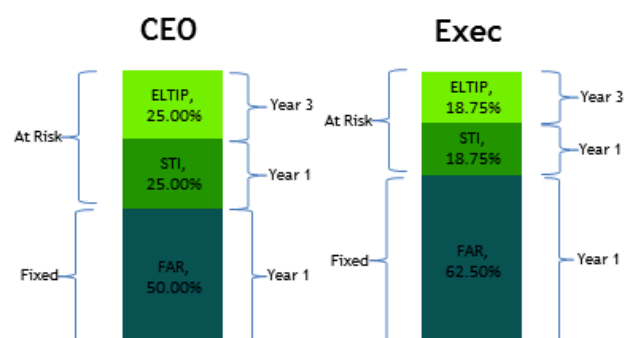 CEO
ELTIP,
25.00%
Year 3
At Risk
STI,
25.00%
Year 1
Fixed
FAR,
50.00%
Year 1
Exec
ELTIP,
18.75%
Year 3
At Risk
STI,
18.75%
Year 1
Fixed
FAR,
62.50%
Year 1